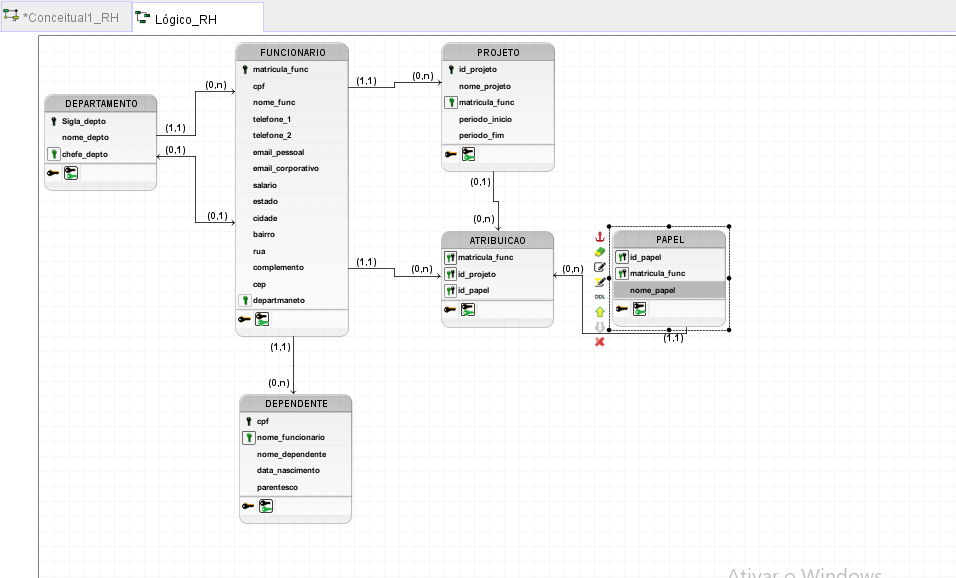 *Conceitual1_RH
Lógico_RH
DEPARTAMENTO
Sigla_depto
nome_depto
chefe_depto
(1,1)
(0,n)
(0,1)
(0,1)
FUNCIONARIO
matricula_func
cpf
nome_func
telefone_1
telefone_2
email_pessoal
email_corporativo
salario
estado
cidade
bairro
rua
complemento
cep
departmaneto
(1,1)
(0,n)
PROJETO
id_projeto
nome_projeto
matricula_func
periodo_inicio
periodo_fim
(0,1)
(0,n)
(1,1)
(0,n)
ATRIBUICAO
matricula_func
id_projeto
id_papel
(0,n)
DDL
PAPEL
id_papel
matricula_func
nome_papel
(1,1)
(1,1)
(0,n)
DEPENDENTE
cpf
nome_funcionario
nome_dependente
data_nascimento
parentesco
Ativar o Windows